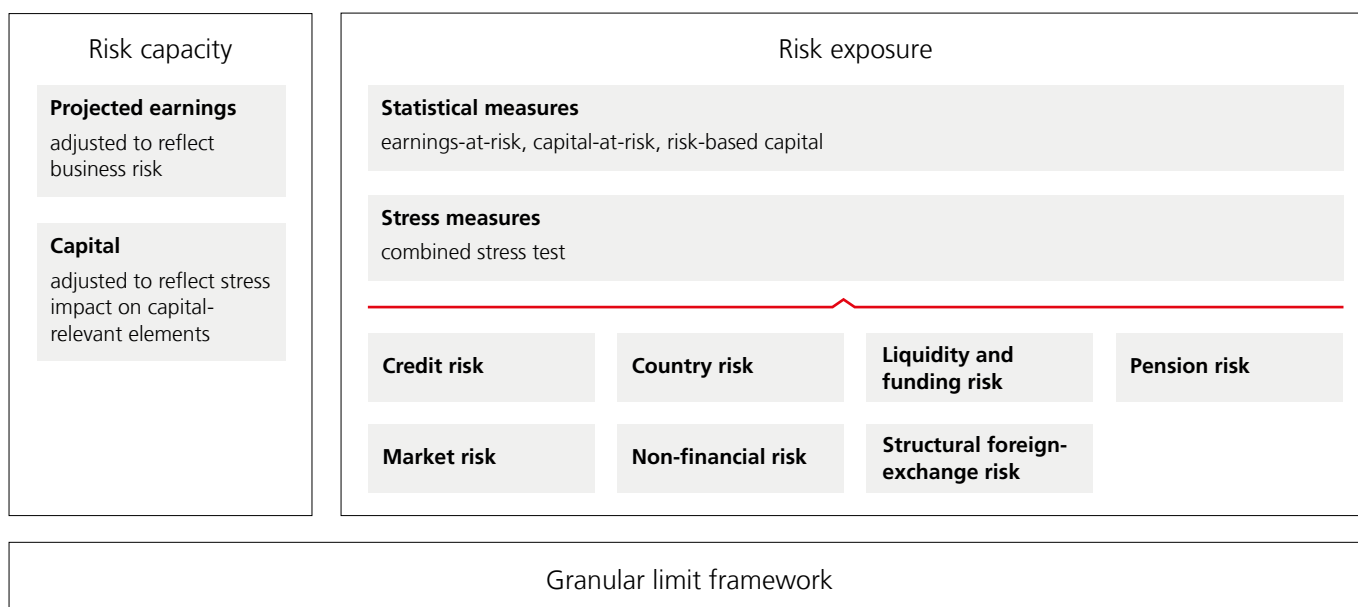 Risk capacity
Projected earnings
adjusted to reflect
business risk
Capital
adjusted to reflect stress
impact on capital-
relevant elements
Risk exposure
Statistical measures
earnings-at-risk, capital-at-risk, risk-based capital
Stress measures
combined stress test
Credit risk
Country risk
Liquidity and
funding risk
Pension risk
Market risk
Non-financial risk
Structural foreign-
exchange risk
Granular limit framework